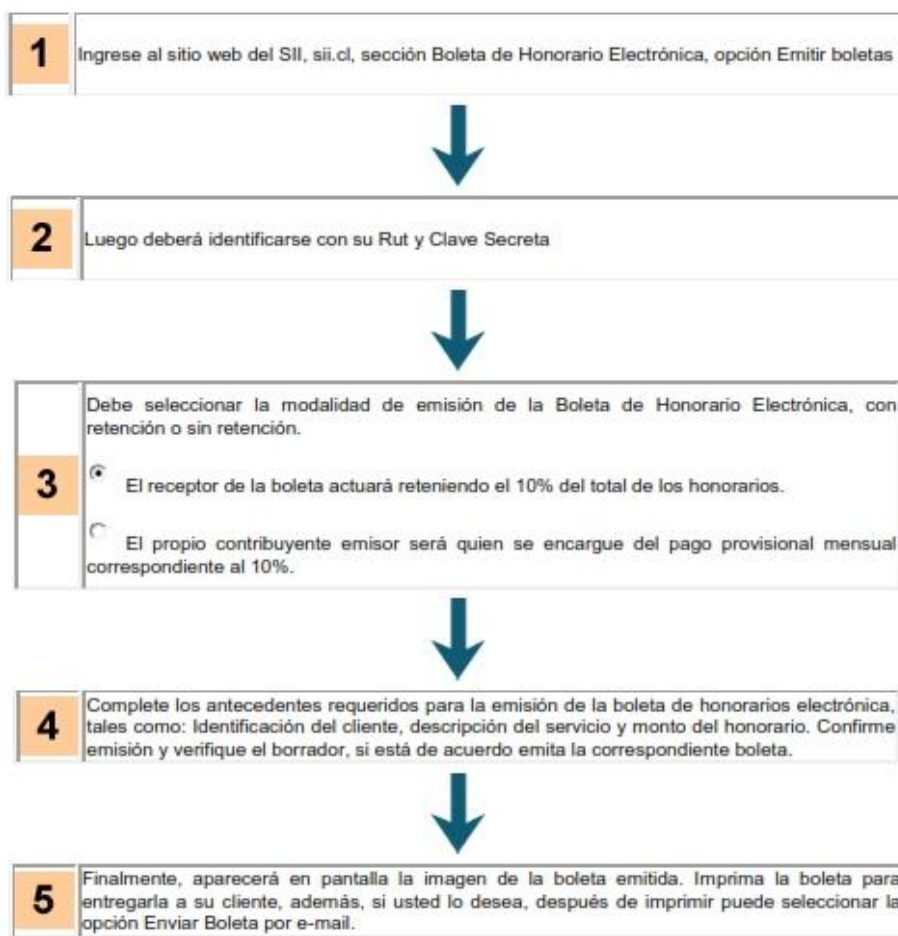 1 Ingrese al sitio web del SII, sii.cl, sección Boleta de Honorario Electrónica, opción Emitir boletas
2 Luego deberá identificarse con su Rut y Clave Secreta
Debe seleccionar la modalidad de emisión de la Boleta de Honorario Electrónica, con
retención o sin retención.
3
El receptor de la boleta actuará reteniendo el 10% del total de los honorarios.
El propio contribuyente emisor será quien se encargue del pago provisional mensual
correspondiente al 10%.
Complete los antecedentes requeridos para la emisión de la boleta de honorarios electrónica,
4 tales como: Identificación del cliente, descripción del servicio y monto del honorario. Confirme
emisión y verifique el borrador, si está de acuerdo emita la correspondiente boleta.
Finalmente, aparecerá en pantalla la imagen de la boleta emitida. Imprima la boleta para
5 entregarla a su cliente, además, si usted lo desea, después de imprimir puede seleccionar la
opción Enviar Boleta por e-mail.